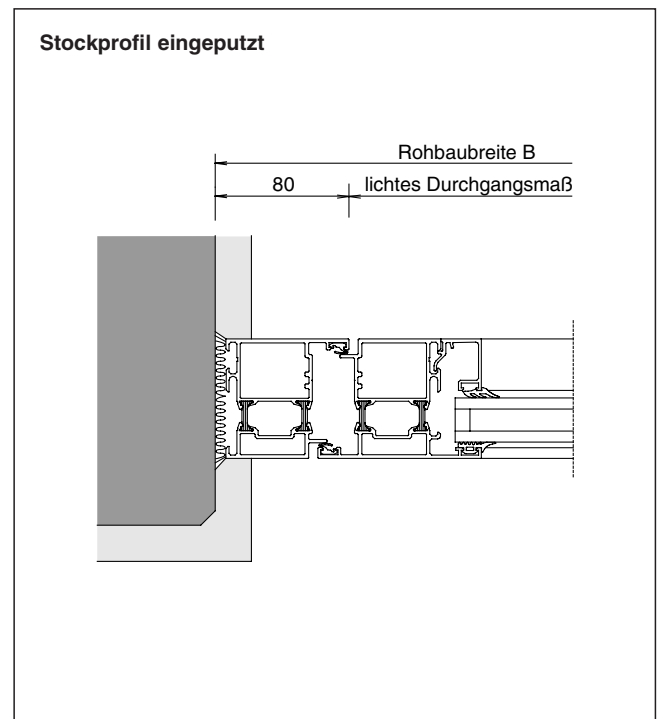 Stockprofil eingeputzt
Rohbaubreite B
80 lichtes Durchgangsmaß